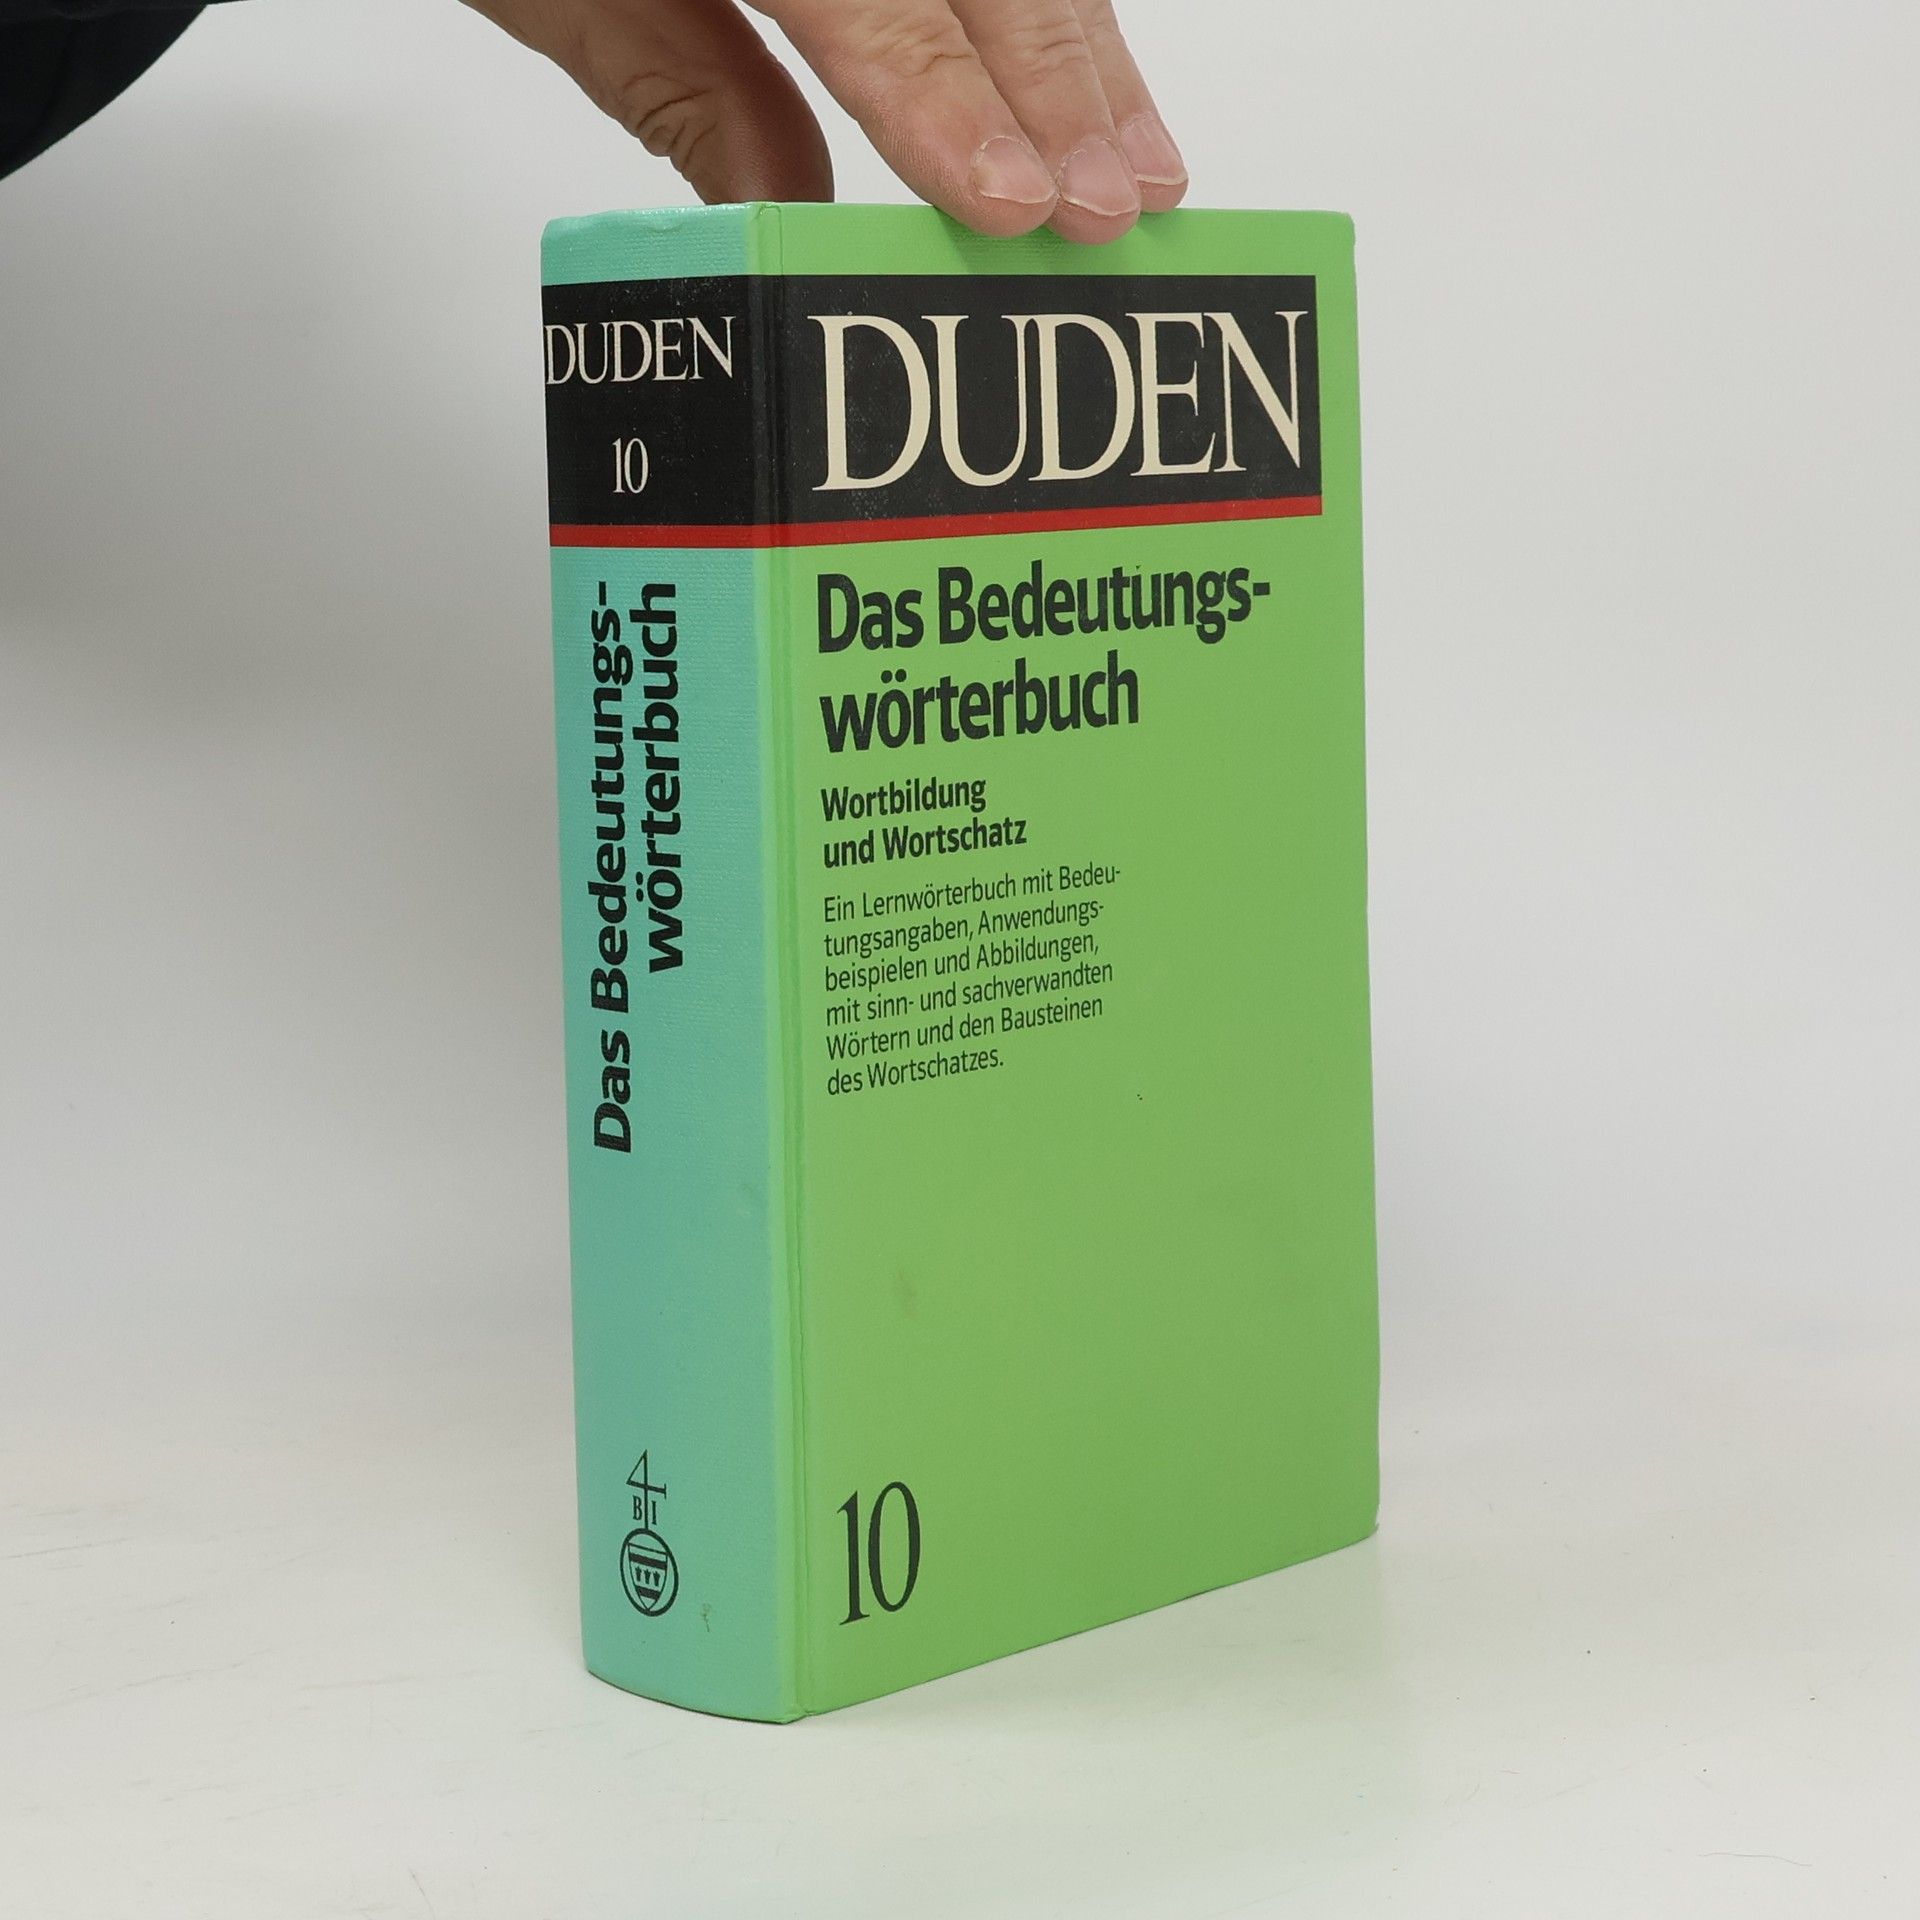 DUDEN
10
Das Bedeutungs-
wörterbuch
4
B I
DUDEN
Das Bedeutungs-
wörterbuch
Wortbildung
und Wortschatz
Ein Lernwörterbuch mit Bedeu-
tungsangaben, Anwendungs-
beispielen und Abbildungen,
mit sinn- und sachverwandten
Wörtern und den Bausteinen
des Wortschatzes.
10